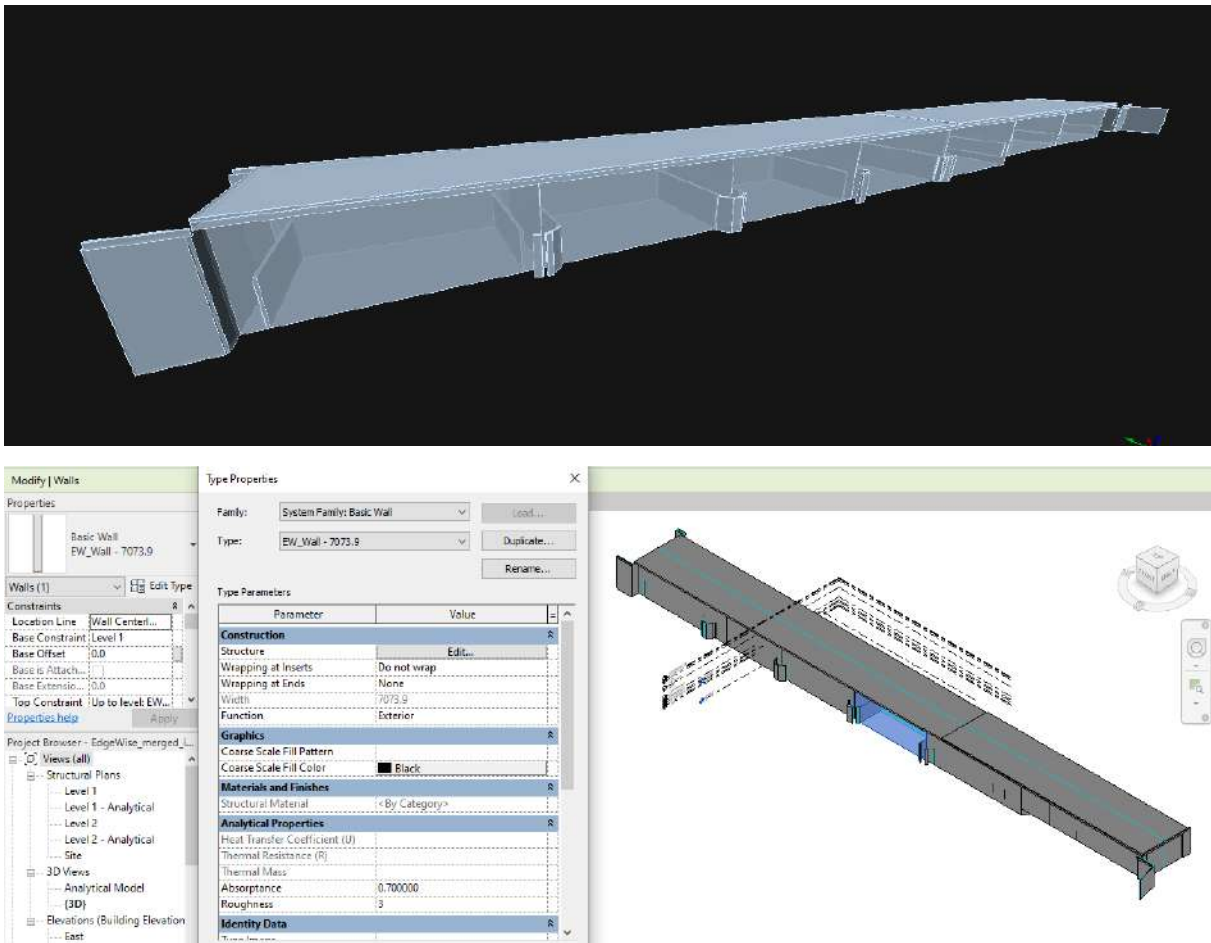 Modify | Walls
Properties
Basic Wall
EW_Wall - 7073.9
Walls (1)
Edit Type
Constraints
Location Line Wall Centerl...
Base Constraint Level 1
Base Offset 0.0
Base is Attach...
Base Extensio... 0.0
Top Constraint Up to level: EW...
Properties help
Apply
Project Browser - EdgeWise_merged_i...
Views (all)
Structural Plans
Level 1
Level 1 - Analytical
Level 2
Level 2 - Analytical
Site
3D Views
Analytical Model
{3D}
Elevations (Building Elevation
East
Type Properties
Family: System Family: Basic Wall Load...
Type: EW_Wall - 7073.9 Duplicate...
Rename...
Type Parameters
Parameter Value =
Construction
Structure Edit...
Wrapping at Inserts Do not wrap
Wrapping at Ends None
Width 7073.9
Function Exterior
Graphics
Coarse Scale Fill Pattern
Coarse Scale Fill Color Black
Materials and Finishes
Structural Material <By Category>
Analytical Properties
Heat Transfer Coefficient (U)
Thermal Resistance (R)
Thermal Mass
Absorptance 0.700000
Roughness 3
Identity Data